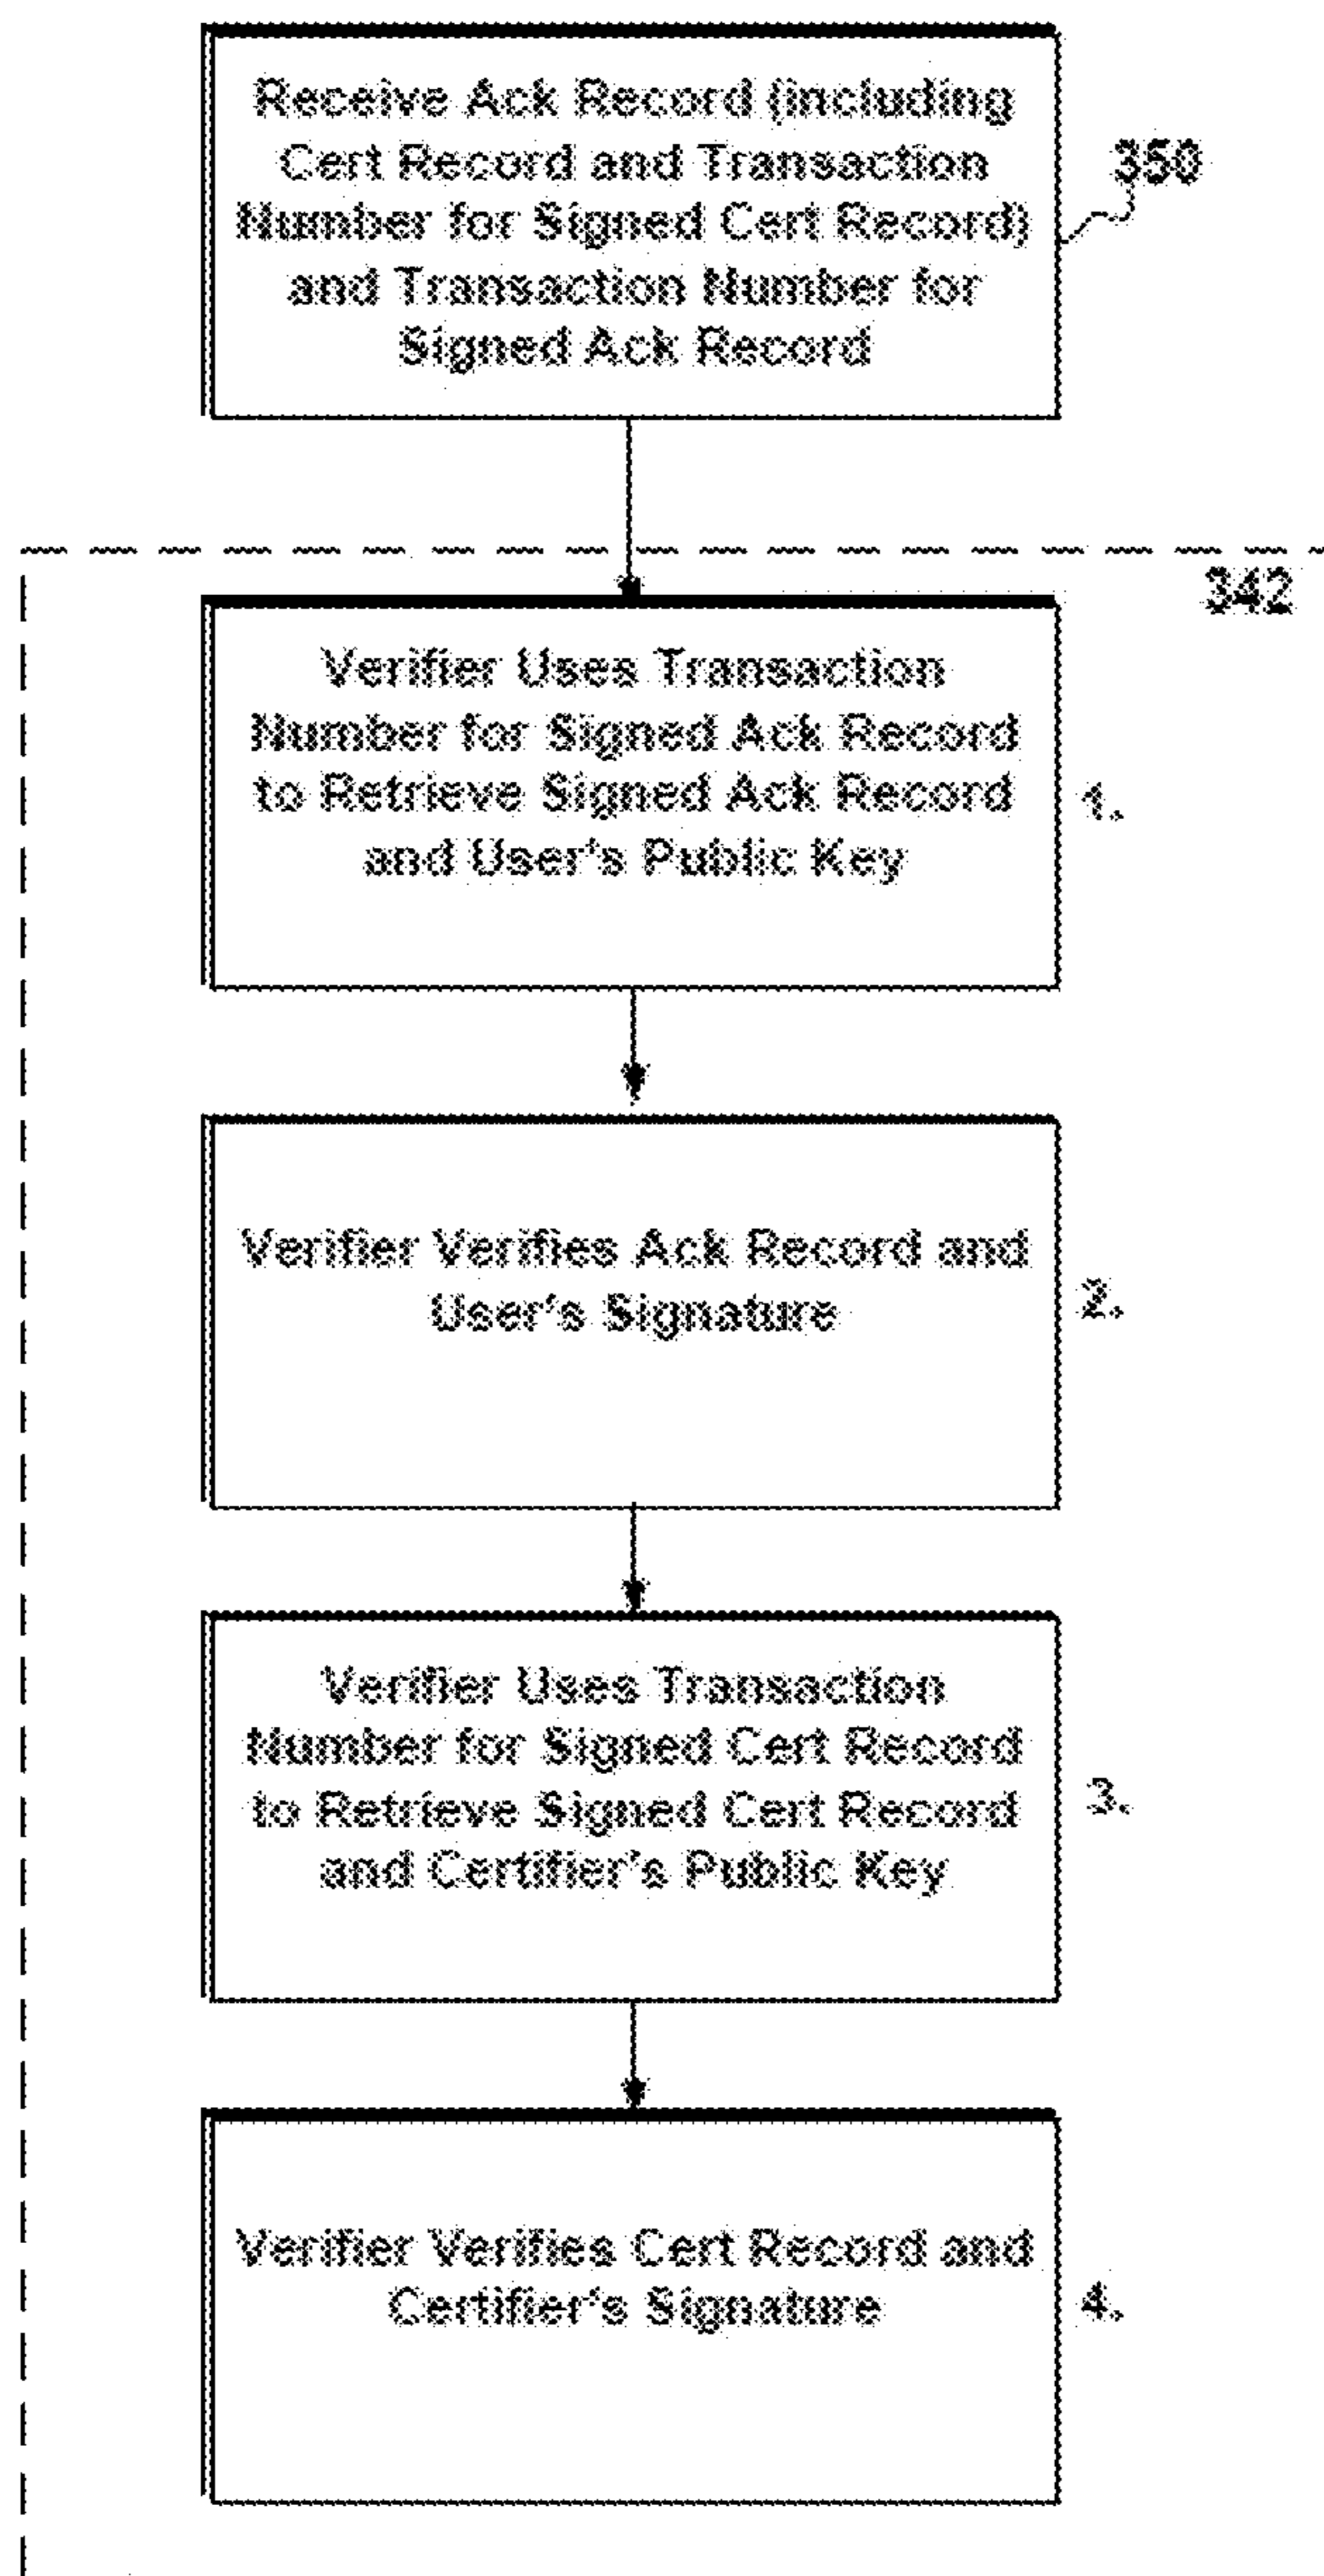 Receive Ack Record (including
Cert Record and Transaction
Number for Signed Cert Record)
and Transaction Number for
Signed Ack Record
350
342
Verifier Uses Transaction
Number for Signed Ack Record
to Retrieve Signed Ack Record
and User's Public Key
1.
Verifier Verifies Ack Record and
User's Signature
2.
Verifier Uses Transaction
Number for Signed Cert Record
to Retrieve Signed Cert Record
and Certifier's Public Key
3.
Verifier Verifies Cert Record and
Certifier's Signature
4.